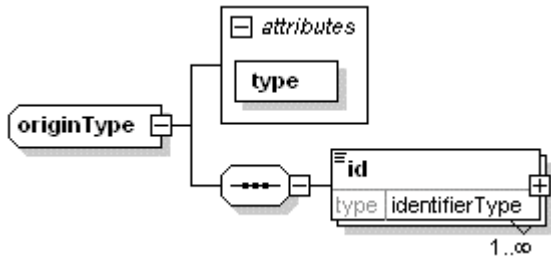 attributes
type
originType
id
type identifierType
1..∞